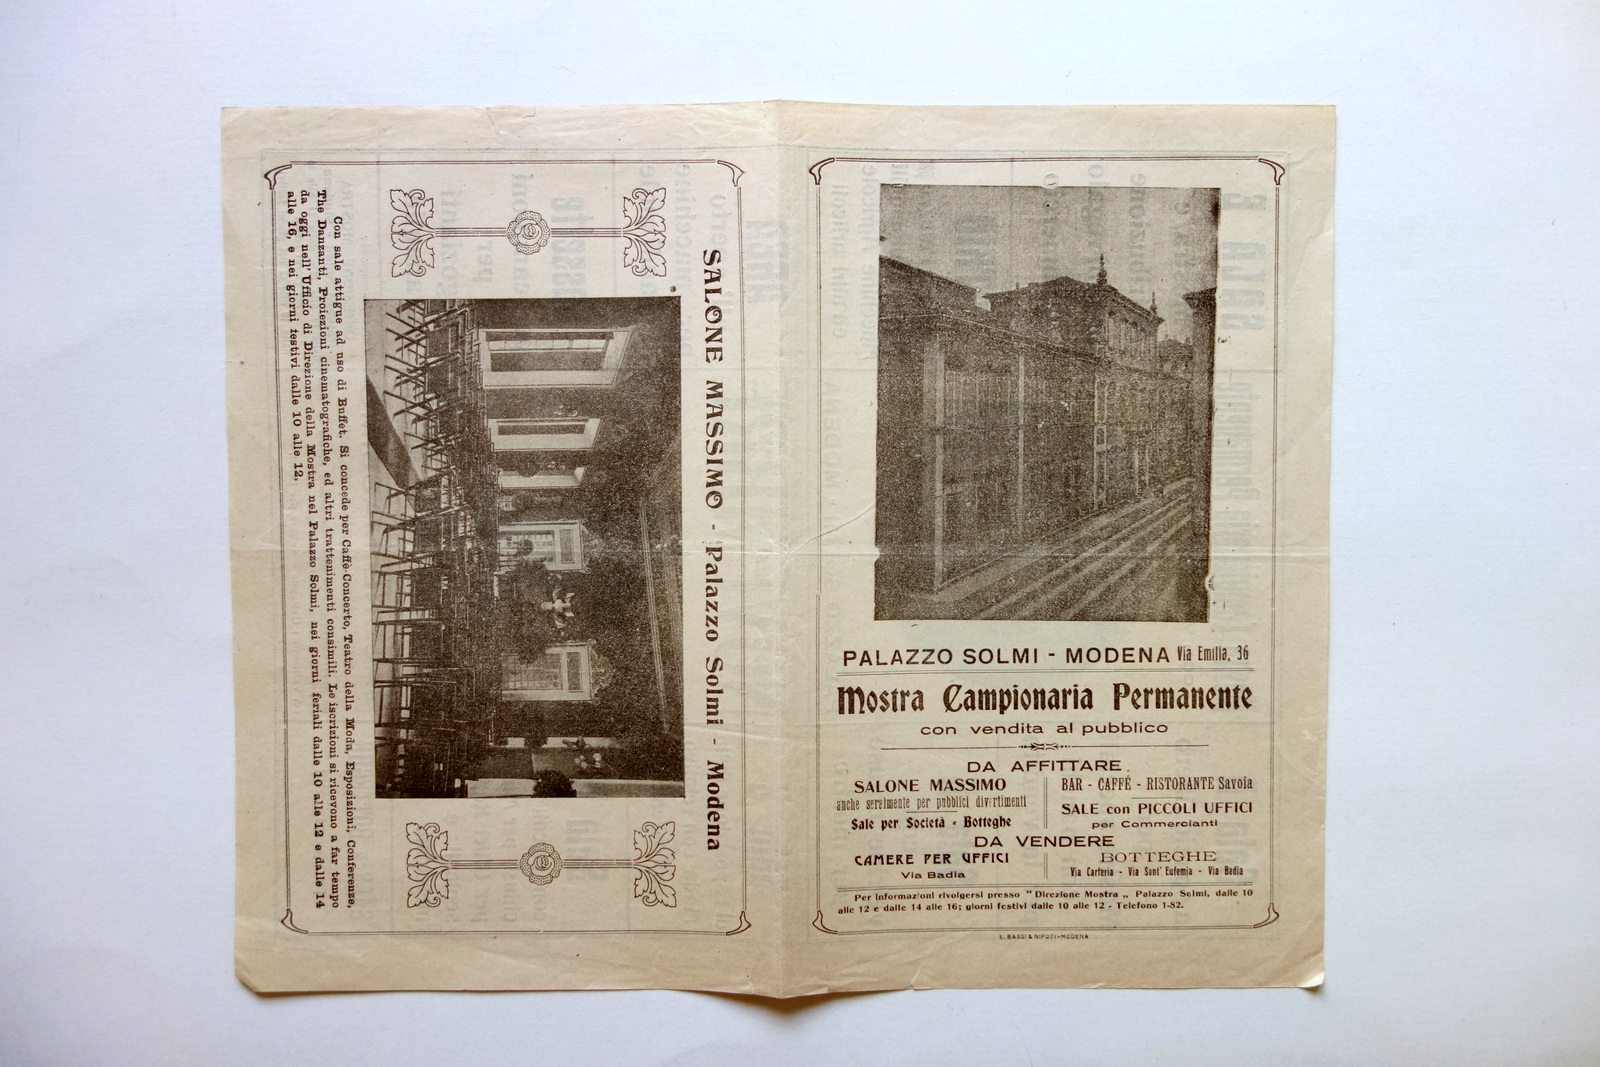 SALONE MASSIMO - Palazzo Solmi - Modena
Con sale attigue ad uso di Buffet. Si concede per Caffè-Concerto, Teatro della Moda, Esposizioni, Conferenze,
The Danzanti, Proiezioni cinematografiche, ed altri trattenimenti consimili. Le iscrizioni si ricevono a far tempo
da oggi nell' Ufficio di Direzione della Mostra nel Palazzo Solmi, nei giorni feriali dalle 10 alle 12 e dalle 14
alle 16, e nei giorni festivi dalle 10 alle 12.
PALAZZO SOLMI - MODENA Via Emilia, 36
Mostra Campionaria Permanente
con vendita al pubblico
DA AFFITTARE
SALONE MASSIMO
anche seralmente per pubblici divertimenti
Sale per Società - Botteghe
BAR - CAFFÉ - RISTORANTE Savoia
SALE con PICCOLI UFFICI
per Commercianti
DA VENDERE
CAMERE PER UFFICI
Via Badia
BOTTEGHE
Via Carteria - Via Sant' Eufemia - Via Badia
Per informazioni rivolgersi presso "Direzione Mostra „ Palazzo Solmi, dalle 10
alle 12 e dalle 14 alle 16; giorni festivi dalle 10 alle 12 - Telefono 1-82.
E. BASSI & NIPOTI-MODENA